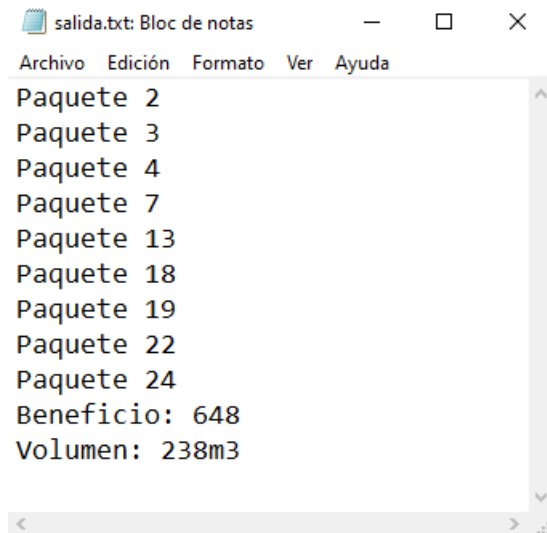 salida.txt: Bloc de notas
Archivo Edición Formato Ver Ayuda
Paquete 2
Paquete 3
Paquete 4
Paquete 7
Paquete 13
Paquete 18
Paquete 19
Paquete 22
Paquete 24
Beneficio: 648
Volumen: 238m3